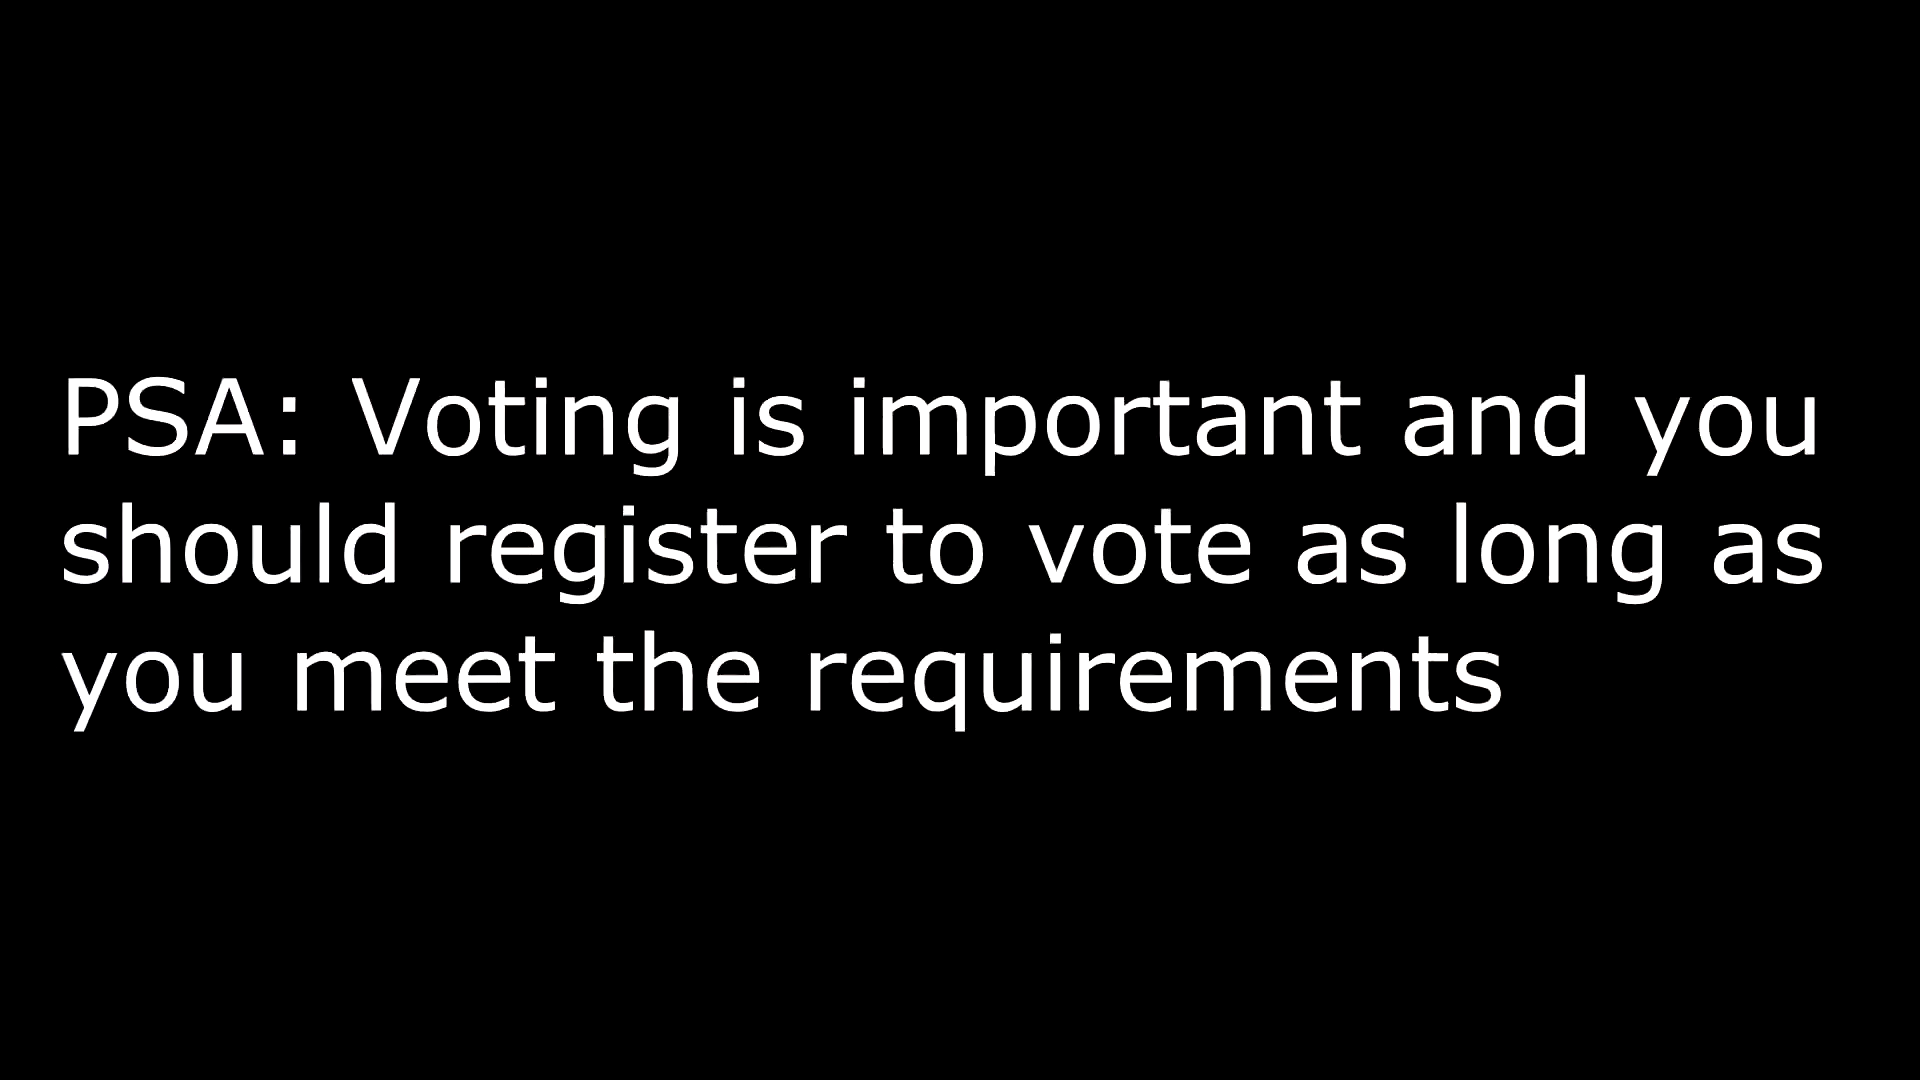 PSA: Voting is important and you
should register to vote as long as
you meet the requirements